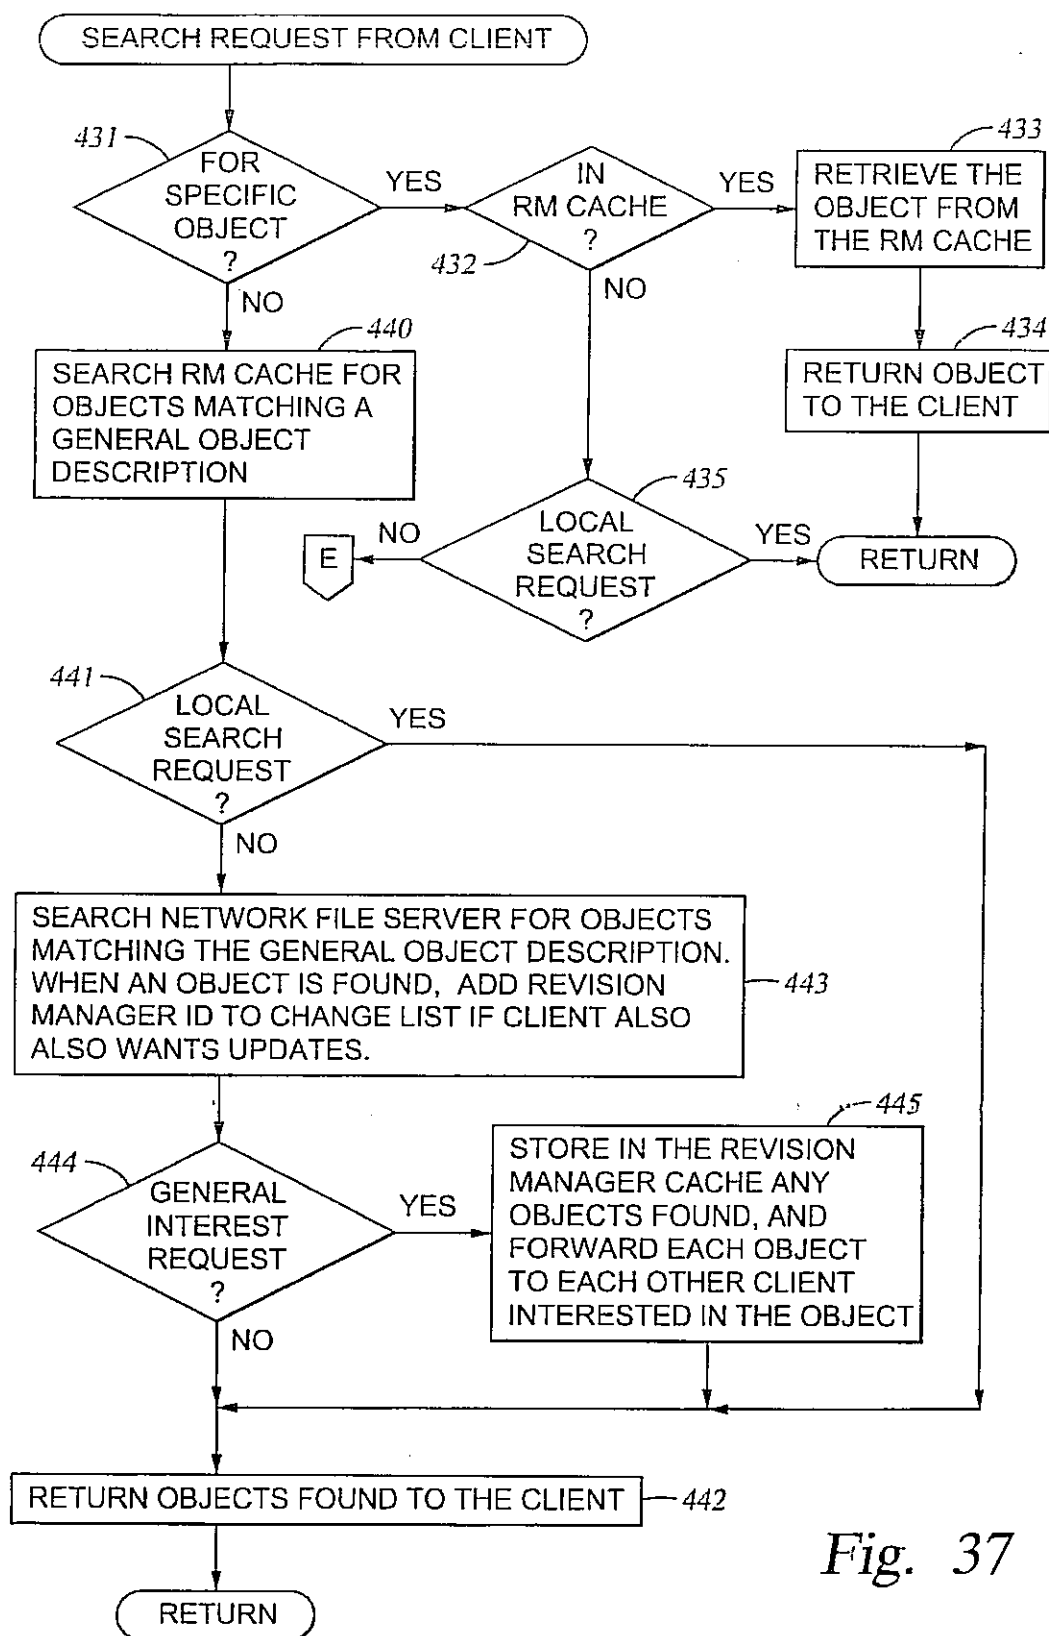 SEARCH REQUEST FROM CLIENT
431
FOR
SPECIFIC
OBJECT
?
YES
NO
IN
RM CACHE
?
432
YES
NO
433
RETRIEVE THE
OBJECT FROM
THE RM CACHE
434
RETURN OBJECT
TO THE CLIENT
440
SEARCH RM CACHE FOR
OBJECTS MATCHING A
GENERAL OBJECT
DESCRIPTION
435
LOCAL
SEARCH
REQUEST
?
NO
E
YES
RETURN
441
LOCAL
SEARCH
REQUEST
?
YES
NO
SEARCH NETWORK FILE SERVER FOR OBJECTS
MATCHING THE GENERAL OBJECT DESCRIPTION.
WHEN AN OBJECT IS FOUND, ADD REVISION
MANAGER ID TO CHANGE LIST IF CLIENT ALSO
ALSO WANTS UPDATES.
443
444
GENERAL
INTEREST
REQUEST
?
YES
NO
445
STORE IN THE REVISION
MANAGER CACHE ANY
OBJECTS FOUND, AND
FORWARD EACH OBJECT
TO EACH OTHER CLIENT
INTERESTED IN THE OBJECT
RETURN OBJECTS FOUND TO THE CLIENT
442
RETURN
Fig. 37